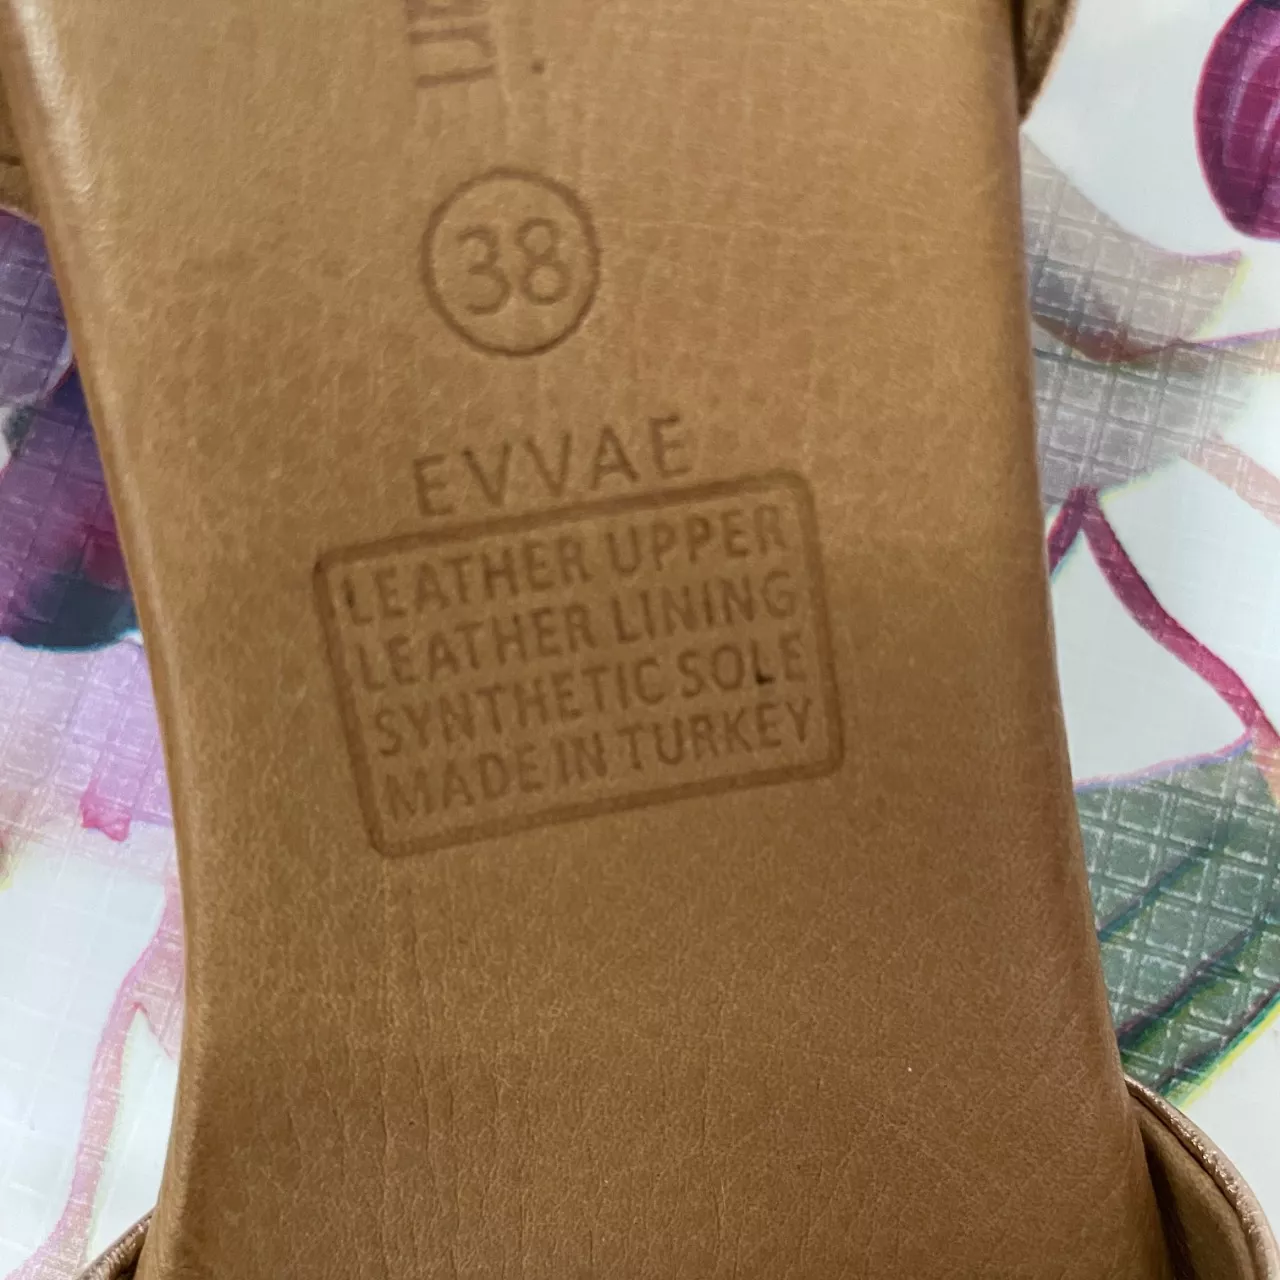 38
EVVAE
LEATHER UPPER
LEATHER LINING
SYNTHETIC SOLE
MADE IN TURKEY